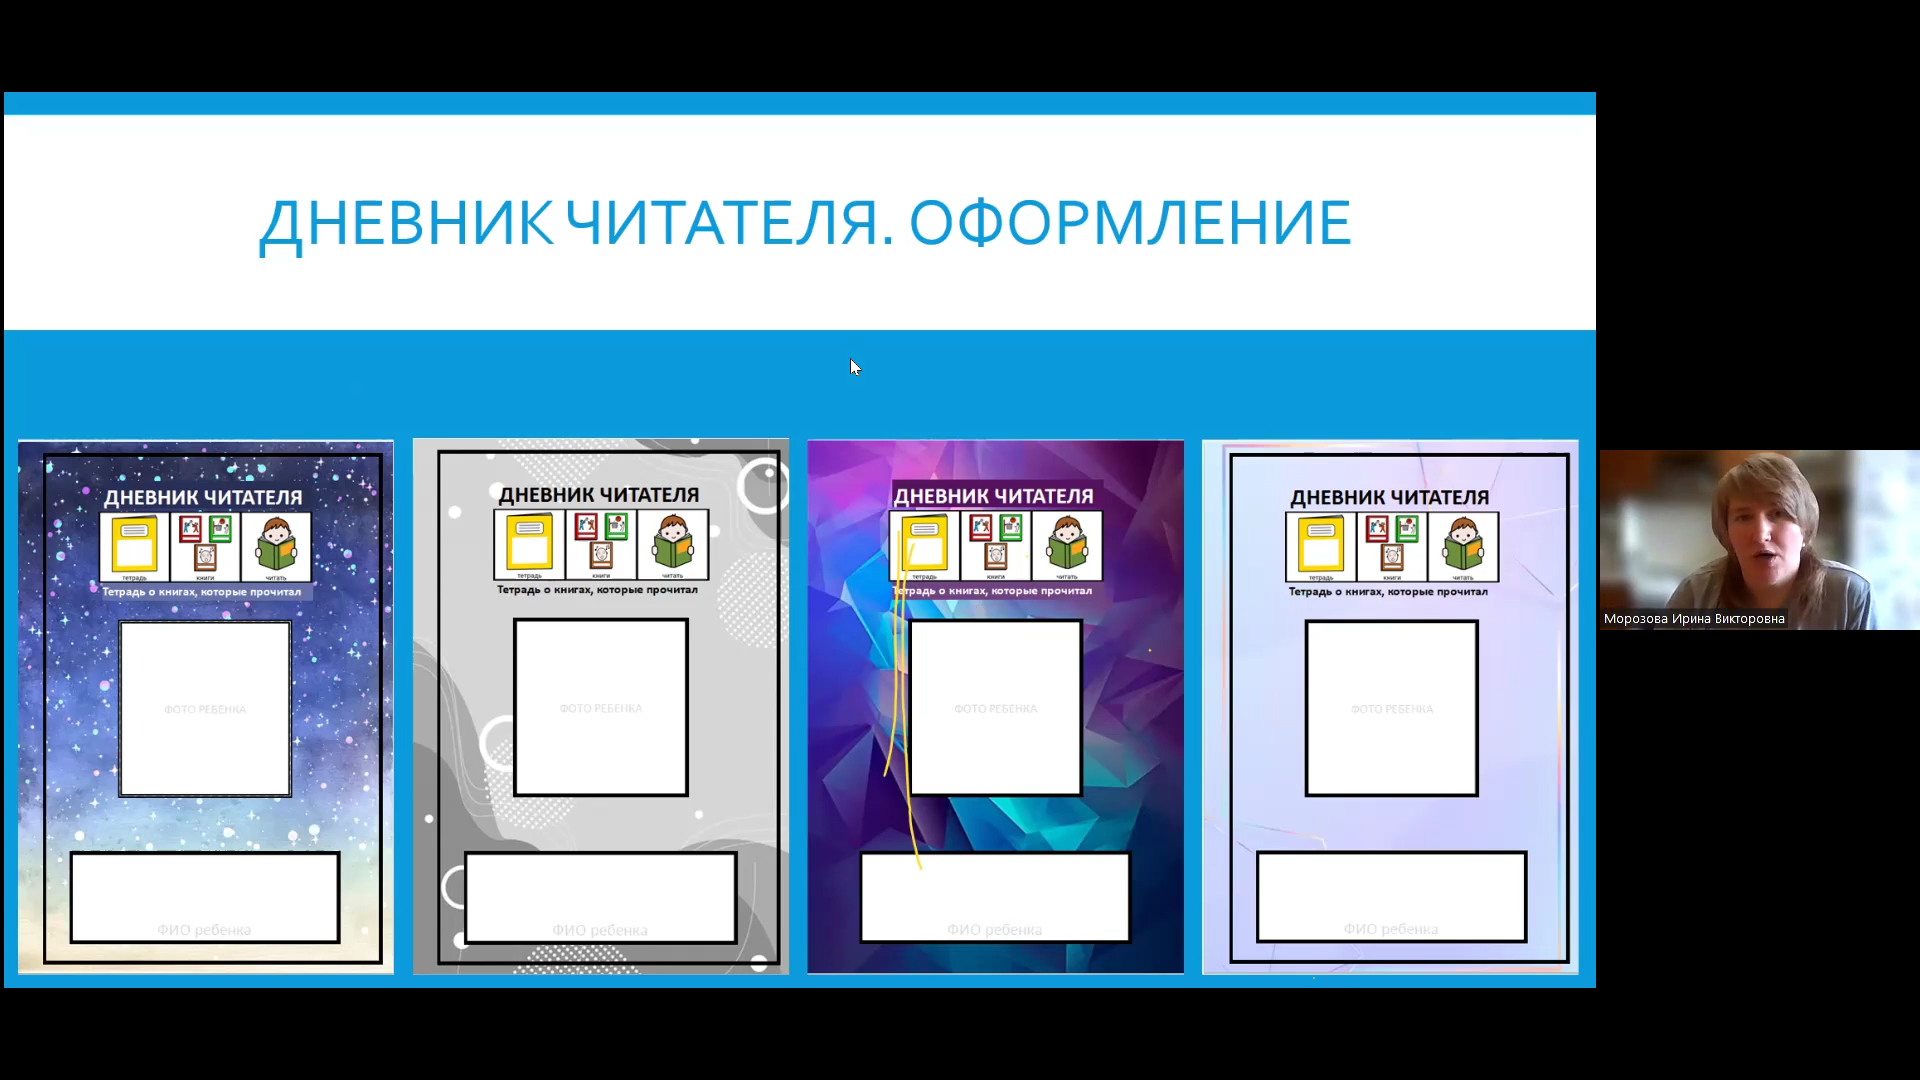 ДНЕВНИК ЧИТАТЕЛЯ. ОФОРМЛЕНИЕ
ДНЕВНИК ЧИТАТЕЛЯ
тетрадь книги читать
Тетрадь о книгах, которые прочитал
ФОТО РЕБЕНКА
ФИО ребенка
ДНЕВНИК ЧИТАТЕЛЯ
тетрадь книги читать
Тетрадь о книгах, которые прочитал
ФОТО РЕБЕНКА
ФИО ребенка
ДНЕВНИК ЧИТАТЕЛЯ
тетрадь книги читать
Тетрадь о книгах, которые прочитал
ФОТО РЕБЕНКА
ФИО ребенка
ДНЕВНИК ЧИТАТЕЛЯ
тетрадь книги читать
Тетрадь о книгах, которые прочитал
ФОТО РЕБЕНКА
ФИО ребенка
Морозова Ирина Викторовна